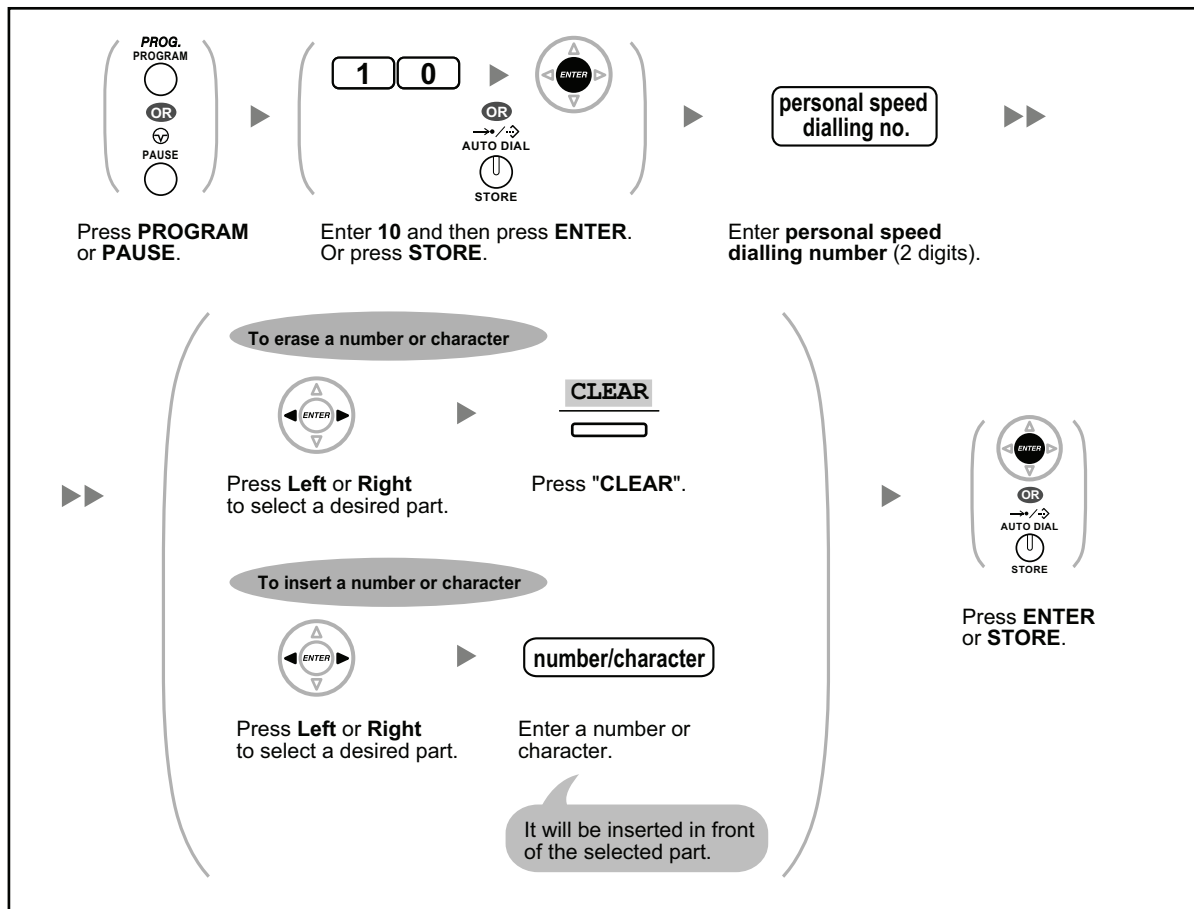 PROG.
PROGRAM
OR
PAUSE
1 0
ENTER
OR
AUTO DIAL
STORE
personal speed
dialling no.
Press PROGRAM
or PAUSE.
Enter 10 and then press ENTER.
Or press STORE.
Enter personal speed
dialling number (2 digits).
To erase a number or character
ENTER
CLEAR
Press Left or Right
to select a desired part.
Press "CLEAR".
To insert a number or character
ENTER
number/character
Press Left or Right
to select a desired part.
Enter a number or
character.
It will be inserted in front
of the selected part.
ENTER
OR
AUTO DIAL
STORE
Press ENTER
or STORE.